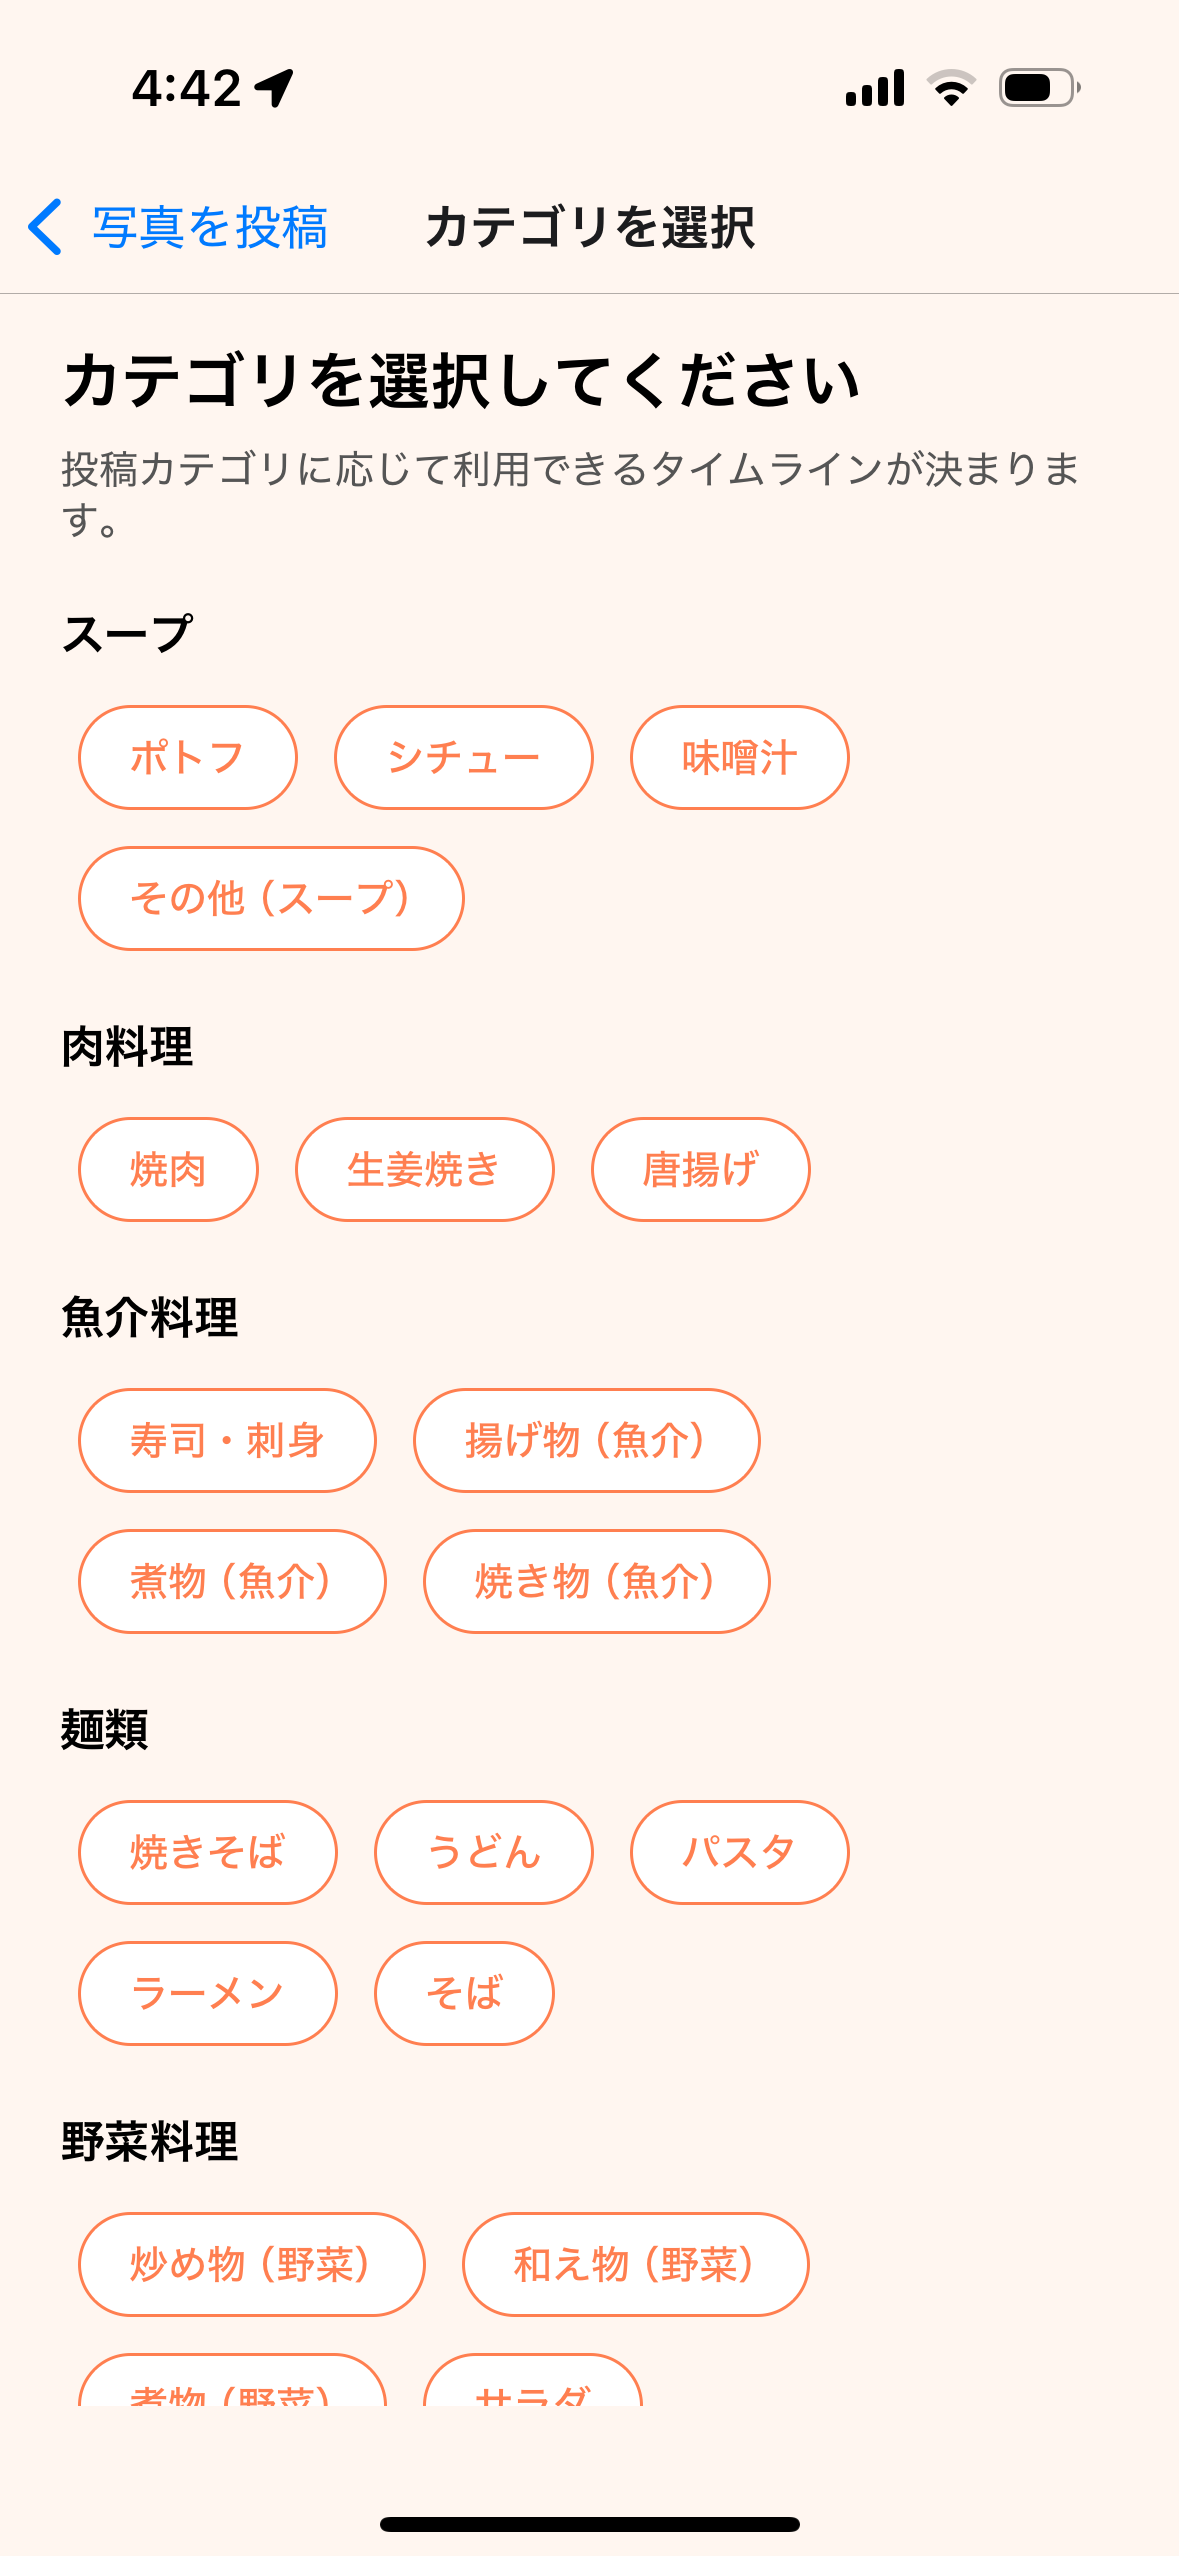 4:42
写真を投稿 カテゴリを選択
カテゴリを選択してください
投稿カテゴリに応じて利用できるタイムラインが決まりま
す。
スープ
ポトフ シチュー 味噌汁
その他（スープ）
肉料理
焼肉 生姜焼き 唐揚げ
魚介料理
寿司・刺身 揚げ物（魚介）
煮物（魚介） 焼き物（魚介）
麺類
焼きそば うどん パスタ
ラーメン そば
野菜料理
炒め物（野菜） 和え物（野菜）
煮物（野菜） サラダ